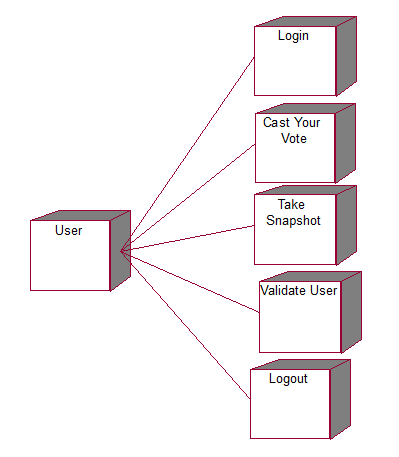 Login
Cast Your
Vote
Take
Snapshot
User
Validate User
Logout